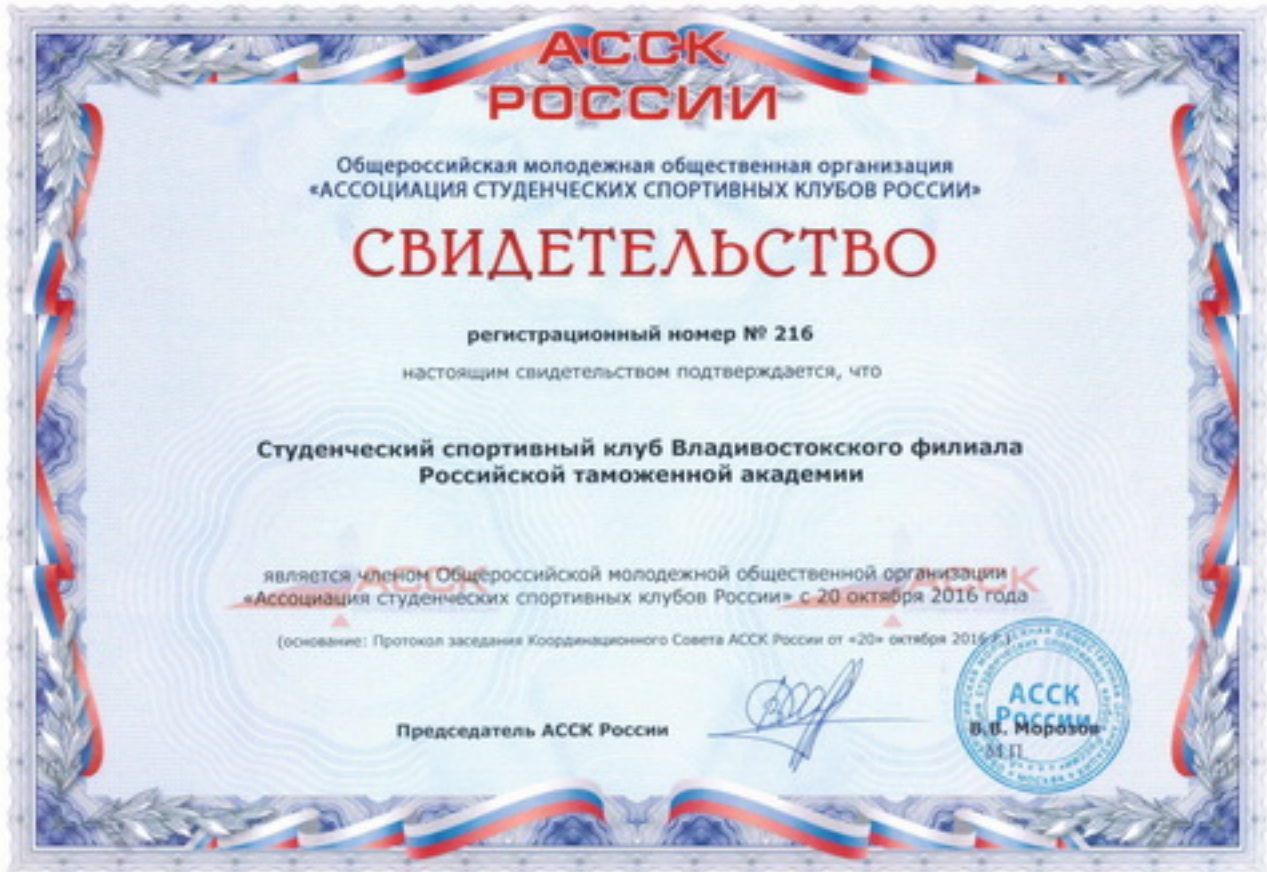 АССК
РОССИИ
Общероссийская молодежная общественная организация
«АССОЦИАЦИЯ СТУДЕНЧЕСКИХ СПОРТИВНЫХ КЛУБОВ РОССИИ»
СВИДЕТЕЛЬСТВО
регистрационный номер № 216
настоящим свидетельством подтверждается, что
Студенческий спортивный клуб Владивостокского филиала
Российской таможенной академии
АССК
АССК
является членом Общероссийской молодежной общественной организации
«Ассоциация студенческих спортивных клубов России» с 20 октября 2016 года
(основание: Протокол заседания Координационного Совета АССК России от «20» октября 2016 г.)
АССК
России
Председатель АССК России
В.В. Морозов
М.П.